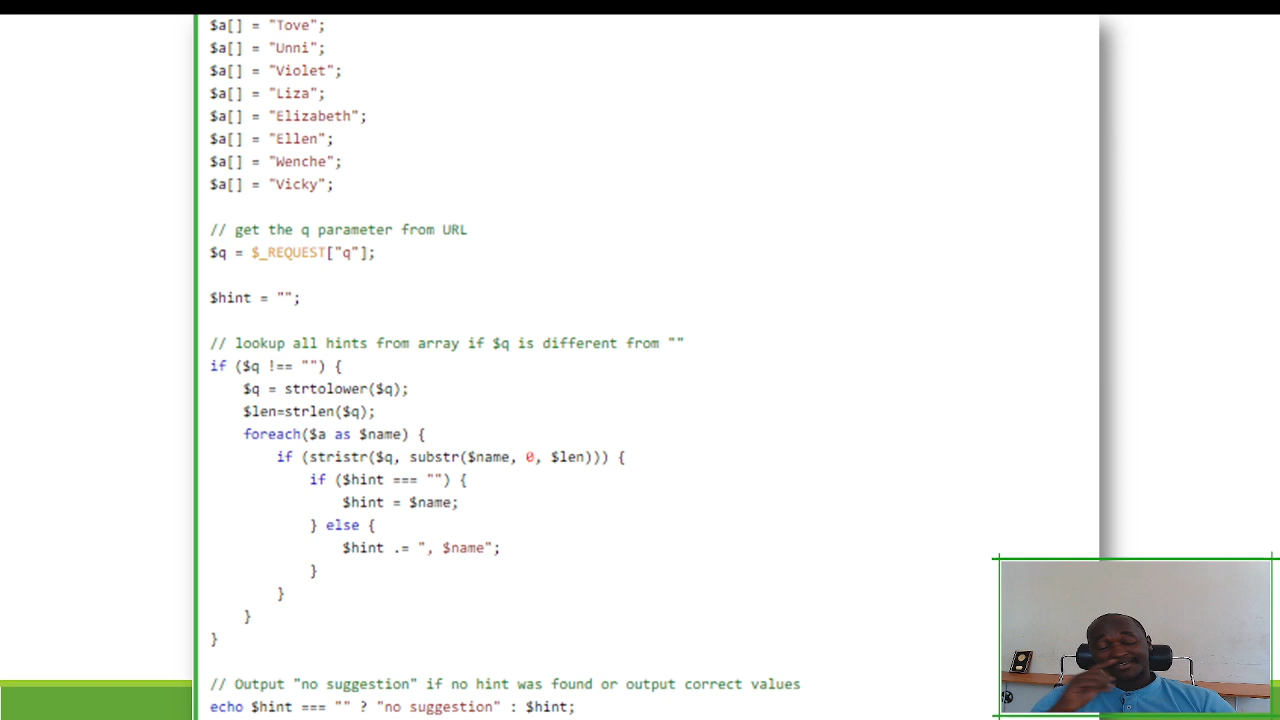 $a[] = "Tove";
$a[] = "Unni";
$a[] = "Violet";
$a[] = "Liza";
$a[] = "Elizabeth";
$a[] = "Ellen";
$a[] = "Wenche";
$a[] = "Vicky";
// get the q parameter from URL
$q = $_REQUEST["q"];
$hint = "";
// lookup all hints from array if $q is different from ""
if ($q !== "") {
$q = strtolower($q);
$len=strlen($q);
foreach($a as $name) {
if (stristr($q, substr($name, 0, $len))) {
if ($hint === "") {
$hint = $name;
} else {
$hint .= ", $name";
}
}
}
}
// Output "no suggestion" if no hint was found or output correct values
echo $hint === "" ? "no suggestion" : $hint;